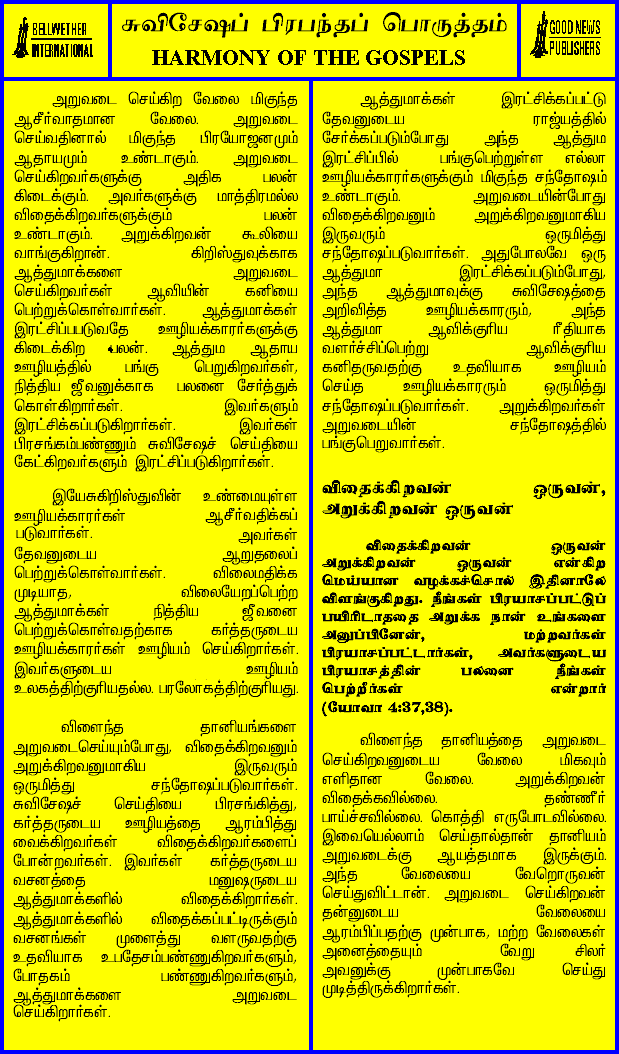 BELLWETHER
INTERNATIONAL
சுவிசேஷப் பிரபந்தப் பொருத்தம்
HARMONY OF THE GOSPELS
GOOD NEWS
PUBLISHERS
அறுவடை செய்கிற வேலை மிகுந்த
ஆசீர்வாதமான வேலை. அறுவடை
செய்வதினால் மிகுந்த பிரயோஜனமும்
ஆதாயமும் உண்டாகும். அறுவடை
செய்கிறவர்களுக்கு அதிக பலன்
கிடைக்கும். அவர்களுக்கு மாத்திரமல்ல
விதைக்கிறவர்களுக்கும் பலன்
உண்டாகும். அறுக்கிறவன் கூலியை
வாங்குகிறான். கிறிஸ்துவுக்காக
ஆத்துமாக்களை அறுவடை
செய்கிறவர்கள் ஆவியின் கனியை
பெற்றுக்கொள்வார்கள். ஆத்துமாக்கள்
இரட்சிப்படுவதே ஊழியக்காரர்களுக்கு
கிடைக்கிற பலன். ஆத்தும ஆதாய
ஊழியத்தில் பங்கு பெறுகிறவர்கள்,
நித்திய ஜீவனுக்காக பலனை சேர்த்துக்
கொள்கிறார்கள். இவர்களும்
இரட்சிக்கப்படுகிறார்கள். இவர்கள்
பிரசங்கம்பண்ணும் சுவிசேஷச் செய்தியை
கேட்கிறவர்களும் இரட்சிப்படுகிறார்கள்.
இயேசுகிறிஸ்துவின் உண்மையுள்ள
ஊழியக்காரர்கள் ஆசீர்வதிக்கப்
படுவார்கள். அவர்கள்
தேவனுடைய ஆறுதலைப்
பெற்றுக்கொள்வார்கள். விலைமதிக்க
முடியாத, விலையேறப்பெற்ற
ஆத்துமாக்கள் நித்திய ஜீவனை
பெற்றுக்கொள்வதற்காக கர்த்தருடைய
ஊழியக்காரர்கள் ஊழியம் செய்கிறார்கள்.
இவர்களுடைய ஊழியம்
உலகத்திற்குரியதல்ல. பரலோகத்திற்குரியது.
விளைந்த தானியங்களை
அறுவடைசெய்யும்போது, விதைக்கிறவனும்
அறுக்கிறவனுமாகிய இருவரும்
ஒருமித்து சந்தோஷப்படுவார்கள்.
சுவிசேஷச் செய்தியை பிரசங்கித்து,
கர்த்தருடைய ஊழியத்தை ஆரம்பித்து
வைக்கிறவர்கள் விதைக்கிறவர்களைப்
போன்றவர்கள். இவர்கள் கர்த்தருடைய
வசனத்தை மனுஷருடைய
ஆத்துமாக்களில் விதைக்கிறார்கள்.
ஆத்துமாக்களில் விதைக்கப்பட்டிருக்கும்
வசனங்கள் முளைத்து வளருவதற்கு
உதவியாக உபதேசம்பண்ணுகிறவர்களும்,
போதகம் பண்ணுகிறவர்களும்,
ஆத்துமாக்களை அறுவடை
செய்கிறார்கள்.
ஆத்துமாக்கள் இரட்சிக்கப்பட்டு
தேவனுடைய ராஜ்யத்தில்
சேர்க்கப்படும்போது அந்த ஆத்தும
இரட்சிப்பில் பங்குபெற்றுள்ள எல்லா
ஊழியக்காரர்களுக்கும் மிகுந்த சந்தோஷம்
உண்டாகும். அறுவடையின்போது
விதைக்கிறவனும் அறுக்கிறவனுமாகிய
இருவரும் ஒருமித்து
சந்தோஷப்படுவார்கள். அதுபோலவே ஒரு
ஆத்துமா இரட்சிக்கப்படும்போது,
அந்த ஆத்துமாவுக்கு சுவிசேஷத்தை
அறிவித்த ஊழியக்காரரும், அந்த
ஆத்துமா ஆவிக்குரிய ரீதியாக
வளர்ச்சிப்பெற்று ஆவிக்குரிய
கனிதருவதற்கு உதவியாக ஊழியம்
செய்த ஊழியக்காரரும் ஒருமித்து
சந்தோஷப்படுவார்கள். அறுக்கிறவர்கள்
அறுவடையின் சந்தோஷத்தில்
பங்குபெறுவார்கள்.
விதைக்கிறவன் ஒருவன்,
அறுக்கிறவன் ஒருவன்
விதைக்கிறவன் ஒருவன்
அறுக்கிறவன் ஒருவன் என்கிற
மெய்யான வழக்கச்சொல் இதினாலே
விளங்குகிறது. நீங்கள் பிரயாசப்பட்டுப்
பயிரிடாததை அறுக்க நான் உங்களை
அனுப்பினேன், மற்றவர்கள்
பிரயாசப்பட்டார்கள், அவர்களுடைய
பிரயாசத்தின் பலனை நீங்கள்
பெற்றீர்கள் என்றார்
(யோவா 4:37,38).
விளைந்த தானியத்தை அறுவடை
செய்கிறவனுடைய வேலை மிகவும்
எளிதான வேலை. அறுக்கிறவன்
விதைக்கவில்லை. தண்ணீர்
பாய்ச்சவில்லை. கொத்தி எருபோடவில்லை.
இவையெல்லாம் செய்தால்தான் தானியம்
அறுவடைக்கு ஆயத்தமாக இருக்கும்.
அந்த வேலையை வேறொருவன்
செய்துவிட்டான். அறுவடை செய்கிறவன்
தன்னுடைய வேலையை
ஆரம்பிப்பதற்கு முன்பாக, மற்ற வேலைகள்
அனைத்தையும் வேறு சிலர்
அவனுக்கு முன்பாகவே செய்து
முடித்திருக்கிறார்கள்.